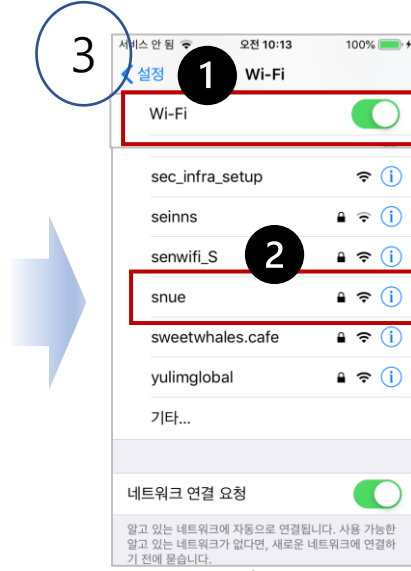 3
서비스 안 됨 오전 10:13 100%
설정 1 Wi-Fi
Wi-Fi
sec_infra_setup
seinns
senwifi_S 2
snue
sweetwhales.cafe
yulimglobal
기타...
네트워크 연결 요청
알고 있는 네트워크에 자동으로 연결됩니다. 사용 가능한
알고 있는 네트워크가 없다면, 새로운 네트워크에 연결하
기 전에 묻습니다.